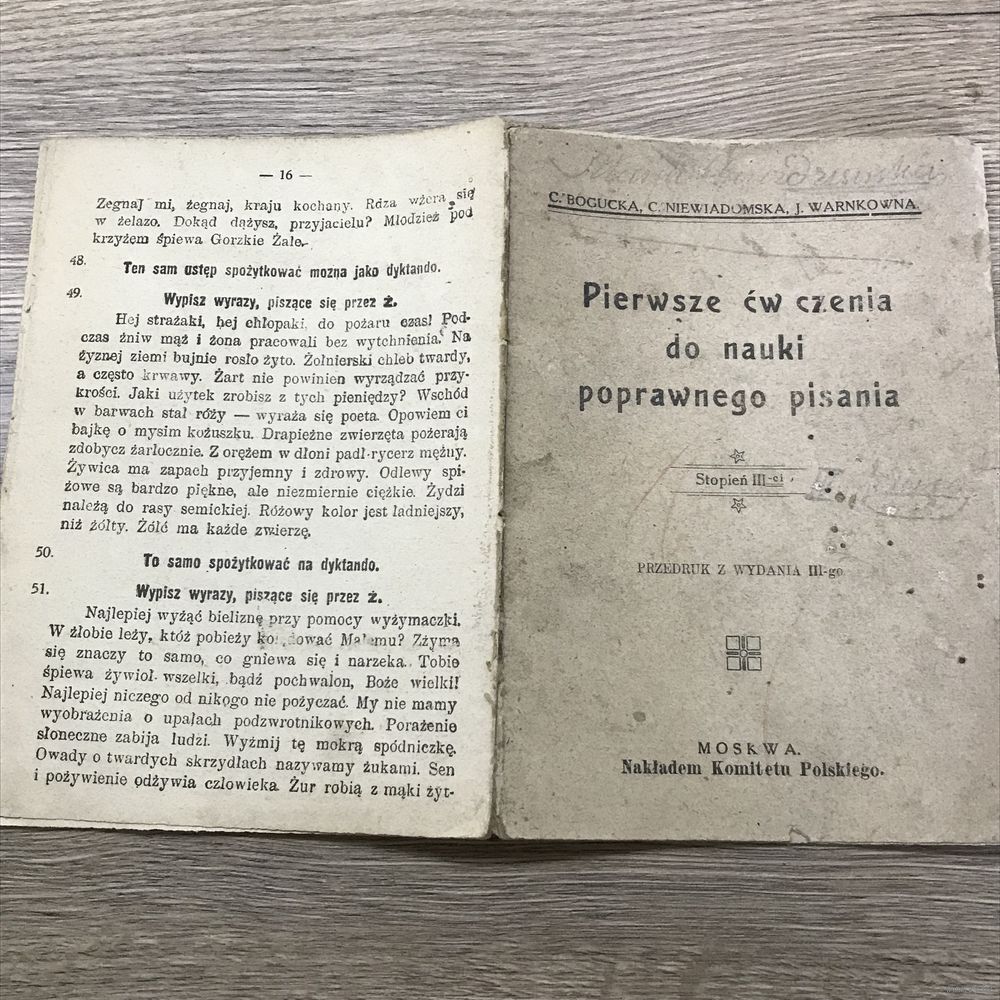 — 16 —
Żegnaj mi, żegnaj, kraju kochany. Rdza wżera się
w żelazo. Dokąd dążysz, przyjacielu? Młodzież pod
krzyżem śpiewa Gorzkie Żale.
48. Ten sam ustęp spożytkować można jako dyktando.
49. Wypisz wyrazy, piszące się przez ż.
Hej strażaki, hej chłopaki, do pożaru czas! Pod-
czas żniw mąż i żona pracowali bez wytchnienia. Na
żyznej ziemi bujnie rosło żyto. Żołnierski chleb twardy,
a często krwawy. Żart nie powinien wyrządzać przy-
krości. Jaki użytek zrobisz z tych pieniędzy? Wschód
w barwach stał róży — wyraża się poeta. Opowiem ci
bajkę o mysim kożuszku. Drapieżne zwierzęta pożerają
zdobycz żarłocznie. Z orężem w dłoni padł rycerz mężny.
Żywica ma zapach przyjemny i zdrowy. Odlewy spi-
żowe są bardzo piękne, ale niezmiernie ciężkie. Żydzi
należą do rasy semickiej. Różowy kolor jest ładniejszy,
niż żółty. Żółć ma każde zwierzę.
50. To samo spożytkować na dyktando.
51. Wypisz wyrazy, piszące się przez ż.
Najlepiej wyżąć bieliznę przy pomocy wyżymaczki.
W żłobie leży, któż pobieży Małemu? Zżyma
się znaczy to samo, co gniewa się i narzeka. Tobie
śpiewa żywioł wszelki, bądź pochwalon, Boże wielki!
Najlepiej niczego od nikogo nie pożyczać. My nie mamy
wyobrażenia o upałach podzwrotnikowych. Porażenie
słoneczne zabija ludzi. Wyżmij tę mokrą spódniczkę.
Owady o twardych skrzydłach nazywamy żukami. Sen
i pożywienie odżywia człowieka. Żur robią z mąki żyt-
C. BOGUCKA, C. NIEWIADOMSKA, J. WARNKÓWNA.
Pierwsze ćw czenia
do nauki
poprawnego pisania
Stopień III-ci
PRZEDRUK Z WYDANIA III-go
MOSKWA.
Nakładem Komitetu Polskiego.